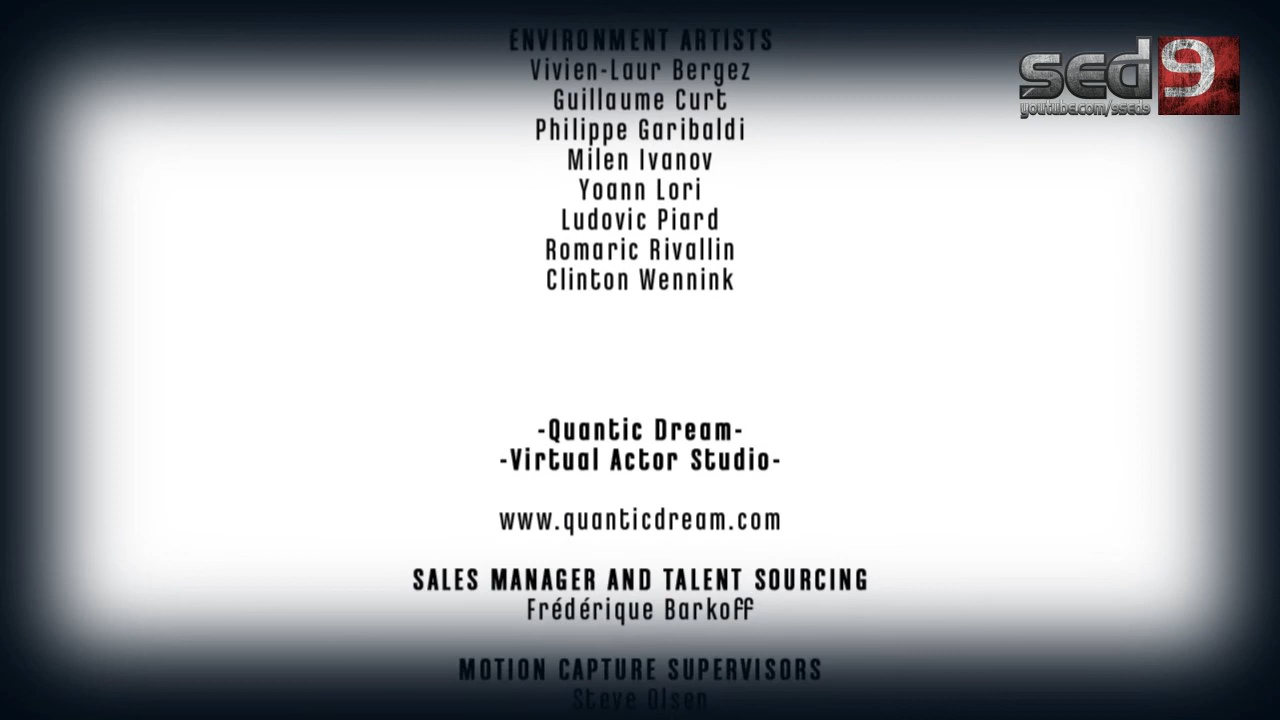 ENVIRONMENT ARTISTS
Vivien-Laur Bergez
Guillaume Curt
Philippe Garibaldi
Milen Ivanov
Yoann Lori
Ludovic Piard
Romaric Rivallin
Clinton Wennink
-Quantic Dream-
-Virtual Actor Studio-
www.quanticdream.com
SALES MANAGER AND TALENT SOURCING
Frédérique Barkoff
MOTION CAPTURE SUPERVISORS
Steve Olsen
sed9
youtube.com/sseds